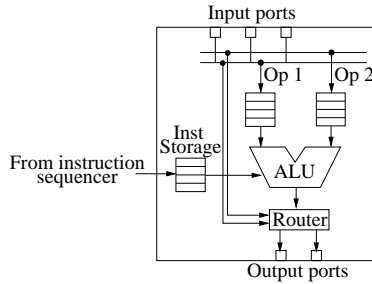 Input ports
Op 1
Op 2
Inst
Storage
From instruction
sequencer
ALU
Router
Output ports